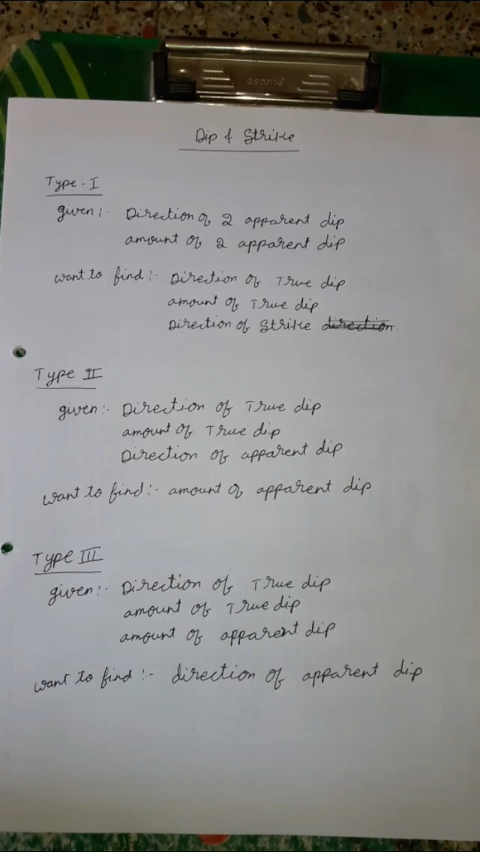 Dip & Strike
Type - I
given:- Direction of 2 apparent dip
amount of 2 apparent dip
want to find:- Direction of True dip
amount of True dip
Direction of Strike direction.
Type II
given:- Direction of True dip
amount of True dip
Direction of apparent dip
want to find:- amount of apparent dip
Type III
given:- Direction of True dip
amount of True dip
amount of apparent dip
want to find:- direction of apparent dip